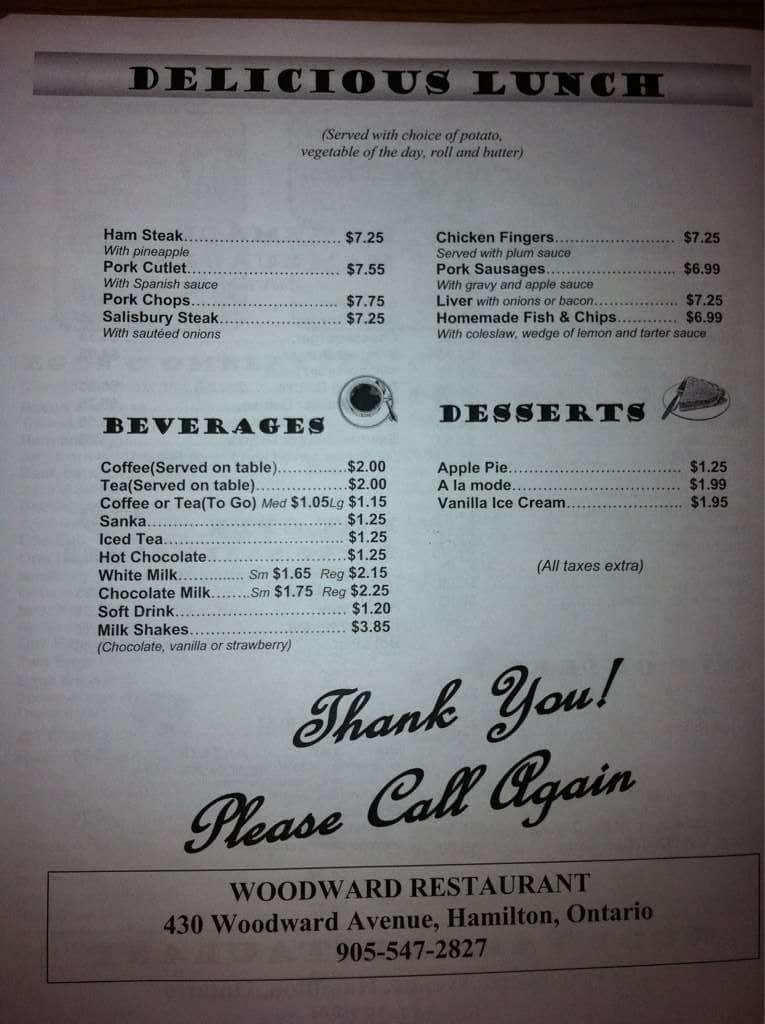 DELICIOUS LUNCH
(Served with choice of potato,
vegetable of the day, roll and butter)
Ham Steak.............................. $7.25
With pineapple
Pork Cutlet............................. $7.55
With Spanish sauce
Pork Chops............................ $7.75
Salisbury Steak....................... $7.25
With sautéed onions
Chicken Fingers....................... $7.25
Served with plum sauce
Pork Sausages......................... $6.99
With gravy and apple sauce
Liver with onions or bacon................ $7.25
Homemade Fish & Chips............ $6.99
With coleslaw, wedge of lemon and tarter sauce
BEVERAGES
Coffee(Served on table).............$2.00
Tea(Served on table).................$2.00
Coffee or Tea(To Go) Med $1.05Lg $1.15
Sanka...................................... $1.25
Iced Tea................................... $1.25
Hot Chocolate..........................$1.25
White Milk............. Sm $1.65 Reg $2.15
Chocolate Milk........Sm $1.75 Reg $2.25
Soft Drink................................. $1.20
Milk Shakes.............................. $3.85
(Chocolate, vanilla or strawberry)
DESSERTS
Apple Pie................................. $1.25
A la mode................................ $1.99
Vanilla Ice Cream...................... $1.95
(All taxes extra)
Thank You!
Please Call Again
WOODWARD RESTAURANT
430 Woodward Avenue, Hamilton, Ontario
905-547-2827